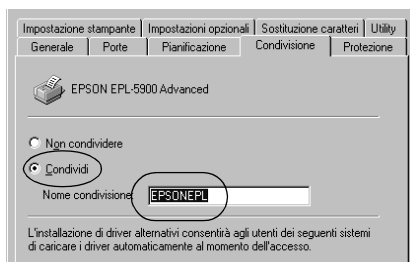 Impostazione stampante Impostazioni opzionali Sostituzione caratteri Utility
Generale Porte Pianificazione Condivisione Protezione
EPSON EPL-5900 Advanced
Non condividere
Condividi
Nome condivisione: EPSONEPL
L'installazione di driver alternativi consentirà agli utenti dei seguenti sistemi
di caricare i driver automaticamente al momento dell'accesso.